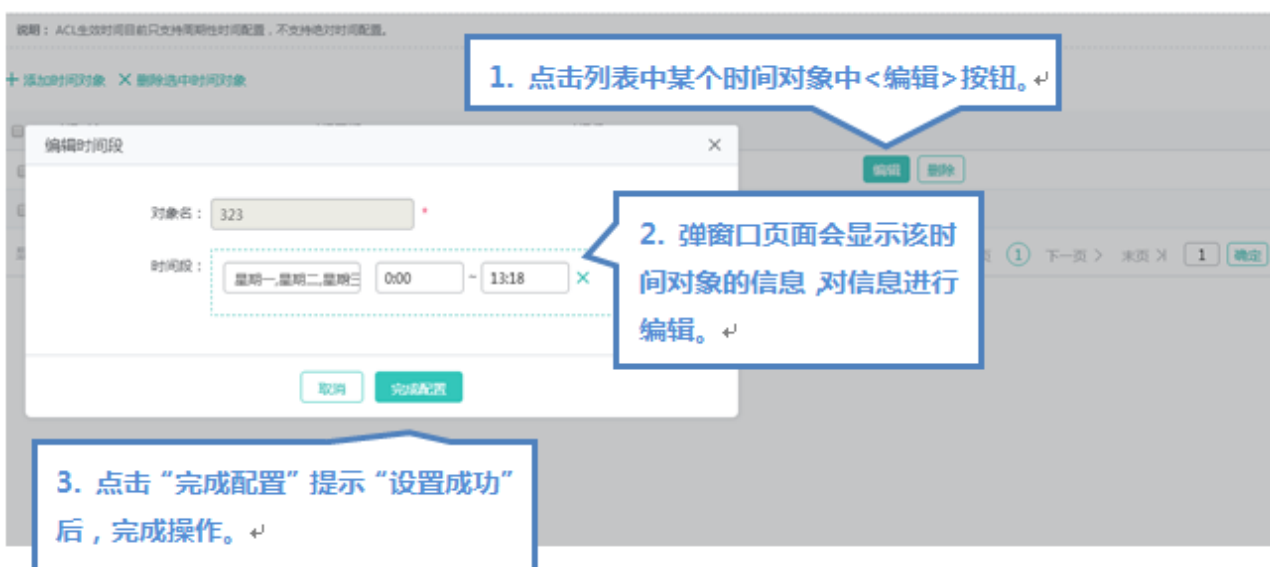 说明： ACL生效时间目前只支持周期性时间配置，不支持绝对时间配置。
1. 点击列表中某个时间对象中<编辑>按钮。↵
+ 添加时间对象 × 删除选中时间对象
编辑时间段 ×
编辑 删除
对象名： 323 *
2. 弹窗口页面会显示该时
间对象的信息 ,对信息进行
编辑。↵
页 1 下一页 > 末页 1 确定
时间段： 星期一,星期二,星期三 0:00 ~ 13:18 ×
取消 完成配置
3. 点击“完成配置”提示“设置成功”
后，完成操作。↵